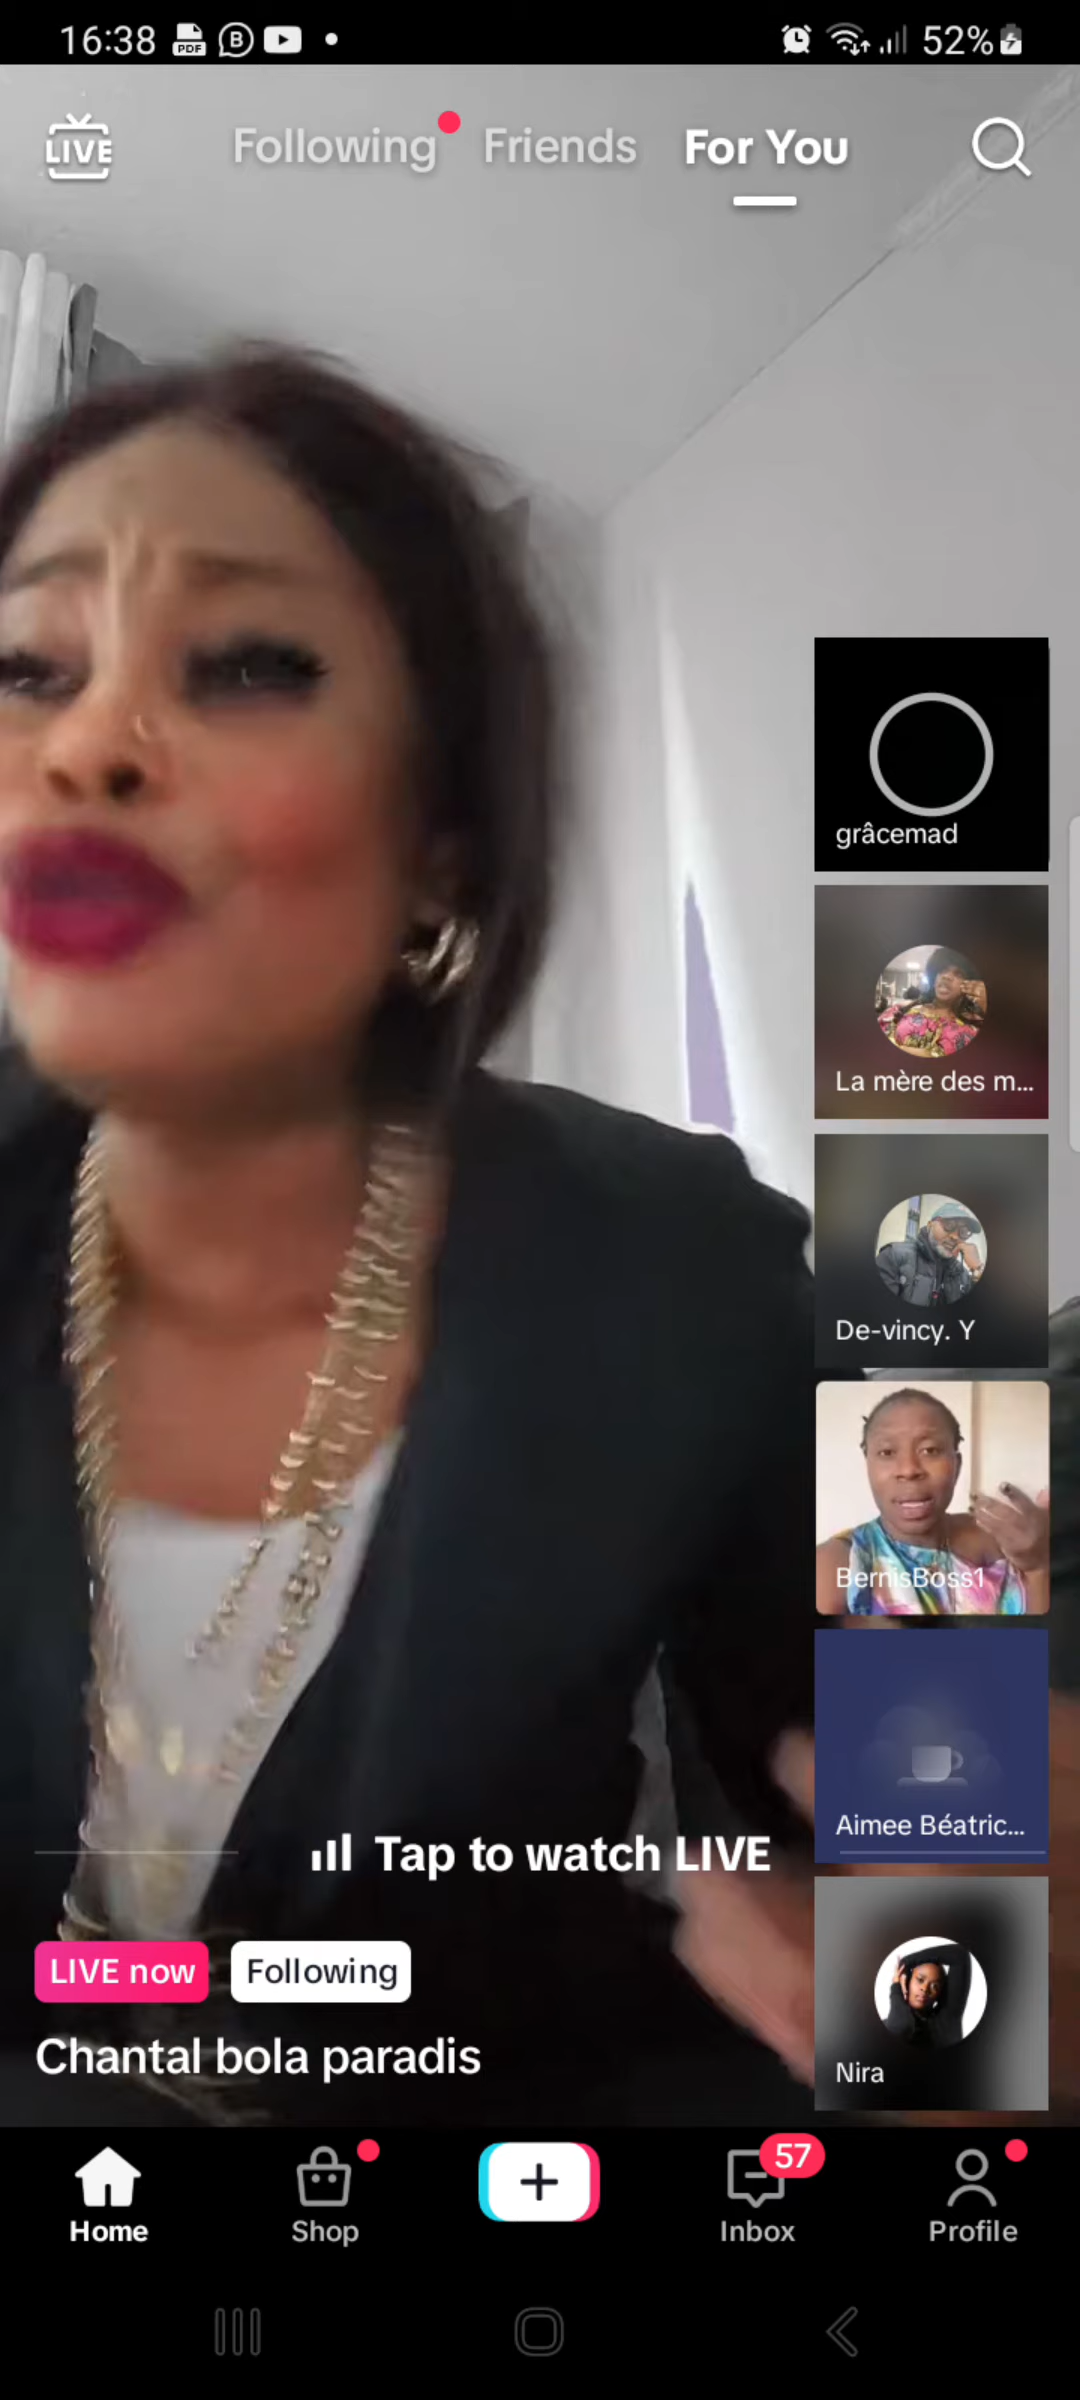 16:38
PDF
B
52%
LIVE
Following
Friends
For You
grâcemad
La mère des m...
De-vincy. Y
BernisBoss1
Aimee Béatric...
Tap to watch LIVE
LIVE now
Following
Chantal bola paradis
Nira
Home
Shop
57
Inbox
Profile